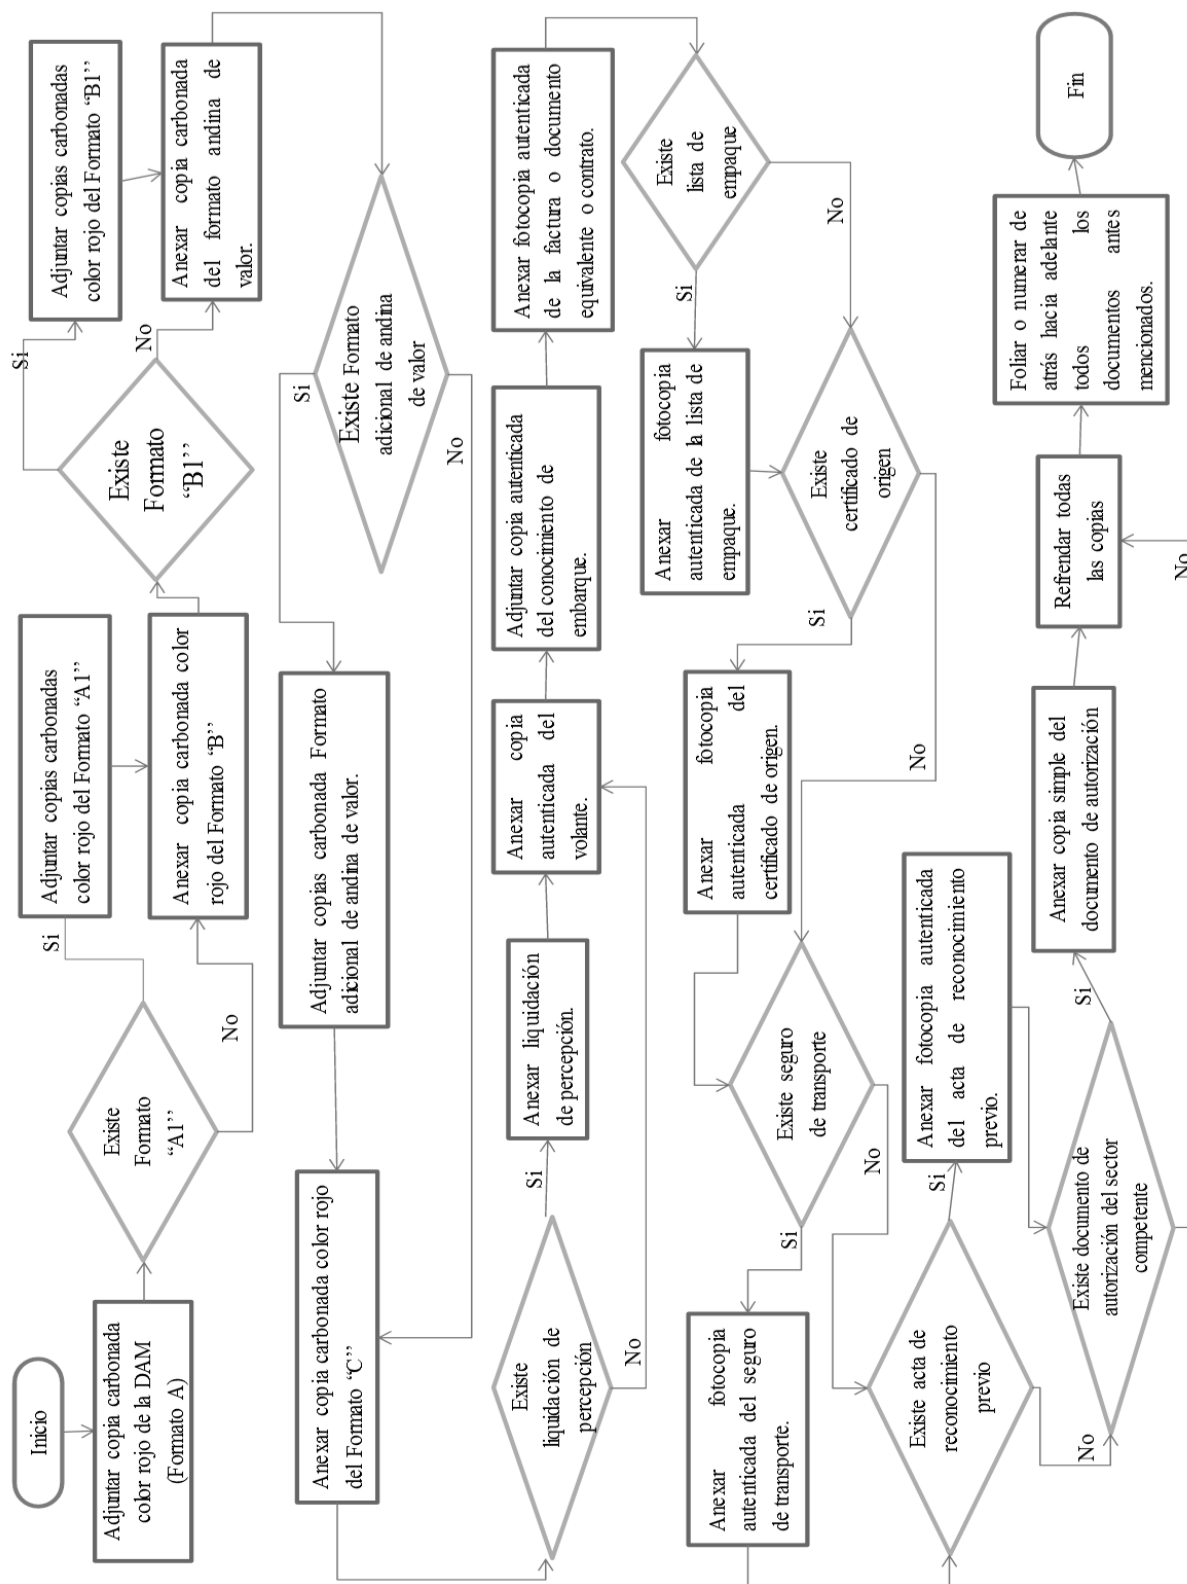 Inicio
Adjuntar copia carbonada
color rojo de la DAM
(Formato A)
Existe
Formato
“A1”
Si
No
Adjuntar copias carbonadas
color rojo del Formato “A1”
Anexar copia carbonada color
rojo del Formato “B”
Existe
Formato
“B1”
Si
No
Adjuntar copias carbonadas
color rojo del Formato “B1”
Anexar copia carbonada
del formato andina de
valor.
Existe Formato
adicional de andina
de valor
Si
No
Adjuntar copias carbonada Formato
adicional de andina de valor.
Anexar copia carbonada color rojo
del Formato “C”
Existe
liquidación de
percepción
Si
No
Anexar liquidación
de percepción.
Anexar copia
autenticada del
volante.
Adjuntar copia autenticada
del conocimiento de
embarque.
Anexar fotocopia autenticada
de la factura o documento
equivalente o contrato.
Existe
lista de
empaque
Si
No
Anexar fotocopia
autenticada de la lista de
empaque.
Existe
certificado de
origen
Si
No
Anexar fotocopia
autenticada del
certificado de origen.
Existe seguro
de transporte
Si
No
Anexar fotocopia
autenticada del seguro
de transporte.
Existe acta de
reconocimiento
previo
Si
No
Anexar fotocopia autenticada
del acta de reconocimiento
previo.
Existe documento de
autorización del sector
competente
Si
No
Anexar copia simple del
documento de autorización
Refrendar todas
las copias
Foliar o numerar de
atrás hacia adelante
todos los
documentos antes
mencionados.
Fin